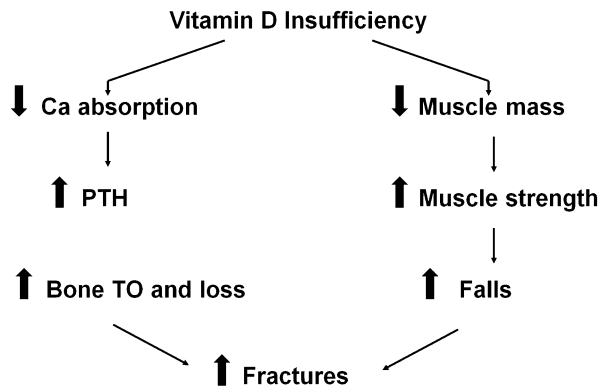 Vitamin D Insufficiency
⬇ Ca absorption
⬇ Muscle mass
⬆ PTH
⬆ Muscle strength
⬆ Bone TO and loss
⬆ Falls
⬆ Fractures